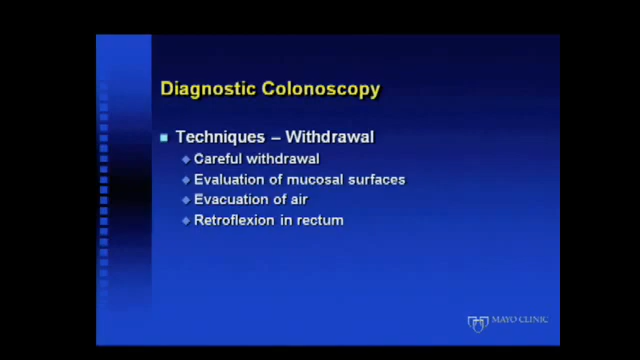 Diagnostic Colonoscopy
Techniques – Withdrawal
Careful withdrawal
Evaluation of mucosal surfaces
Evacuation of air
Retroflexion in rectum
MAYO CLINIC